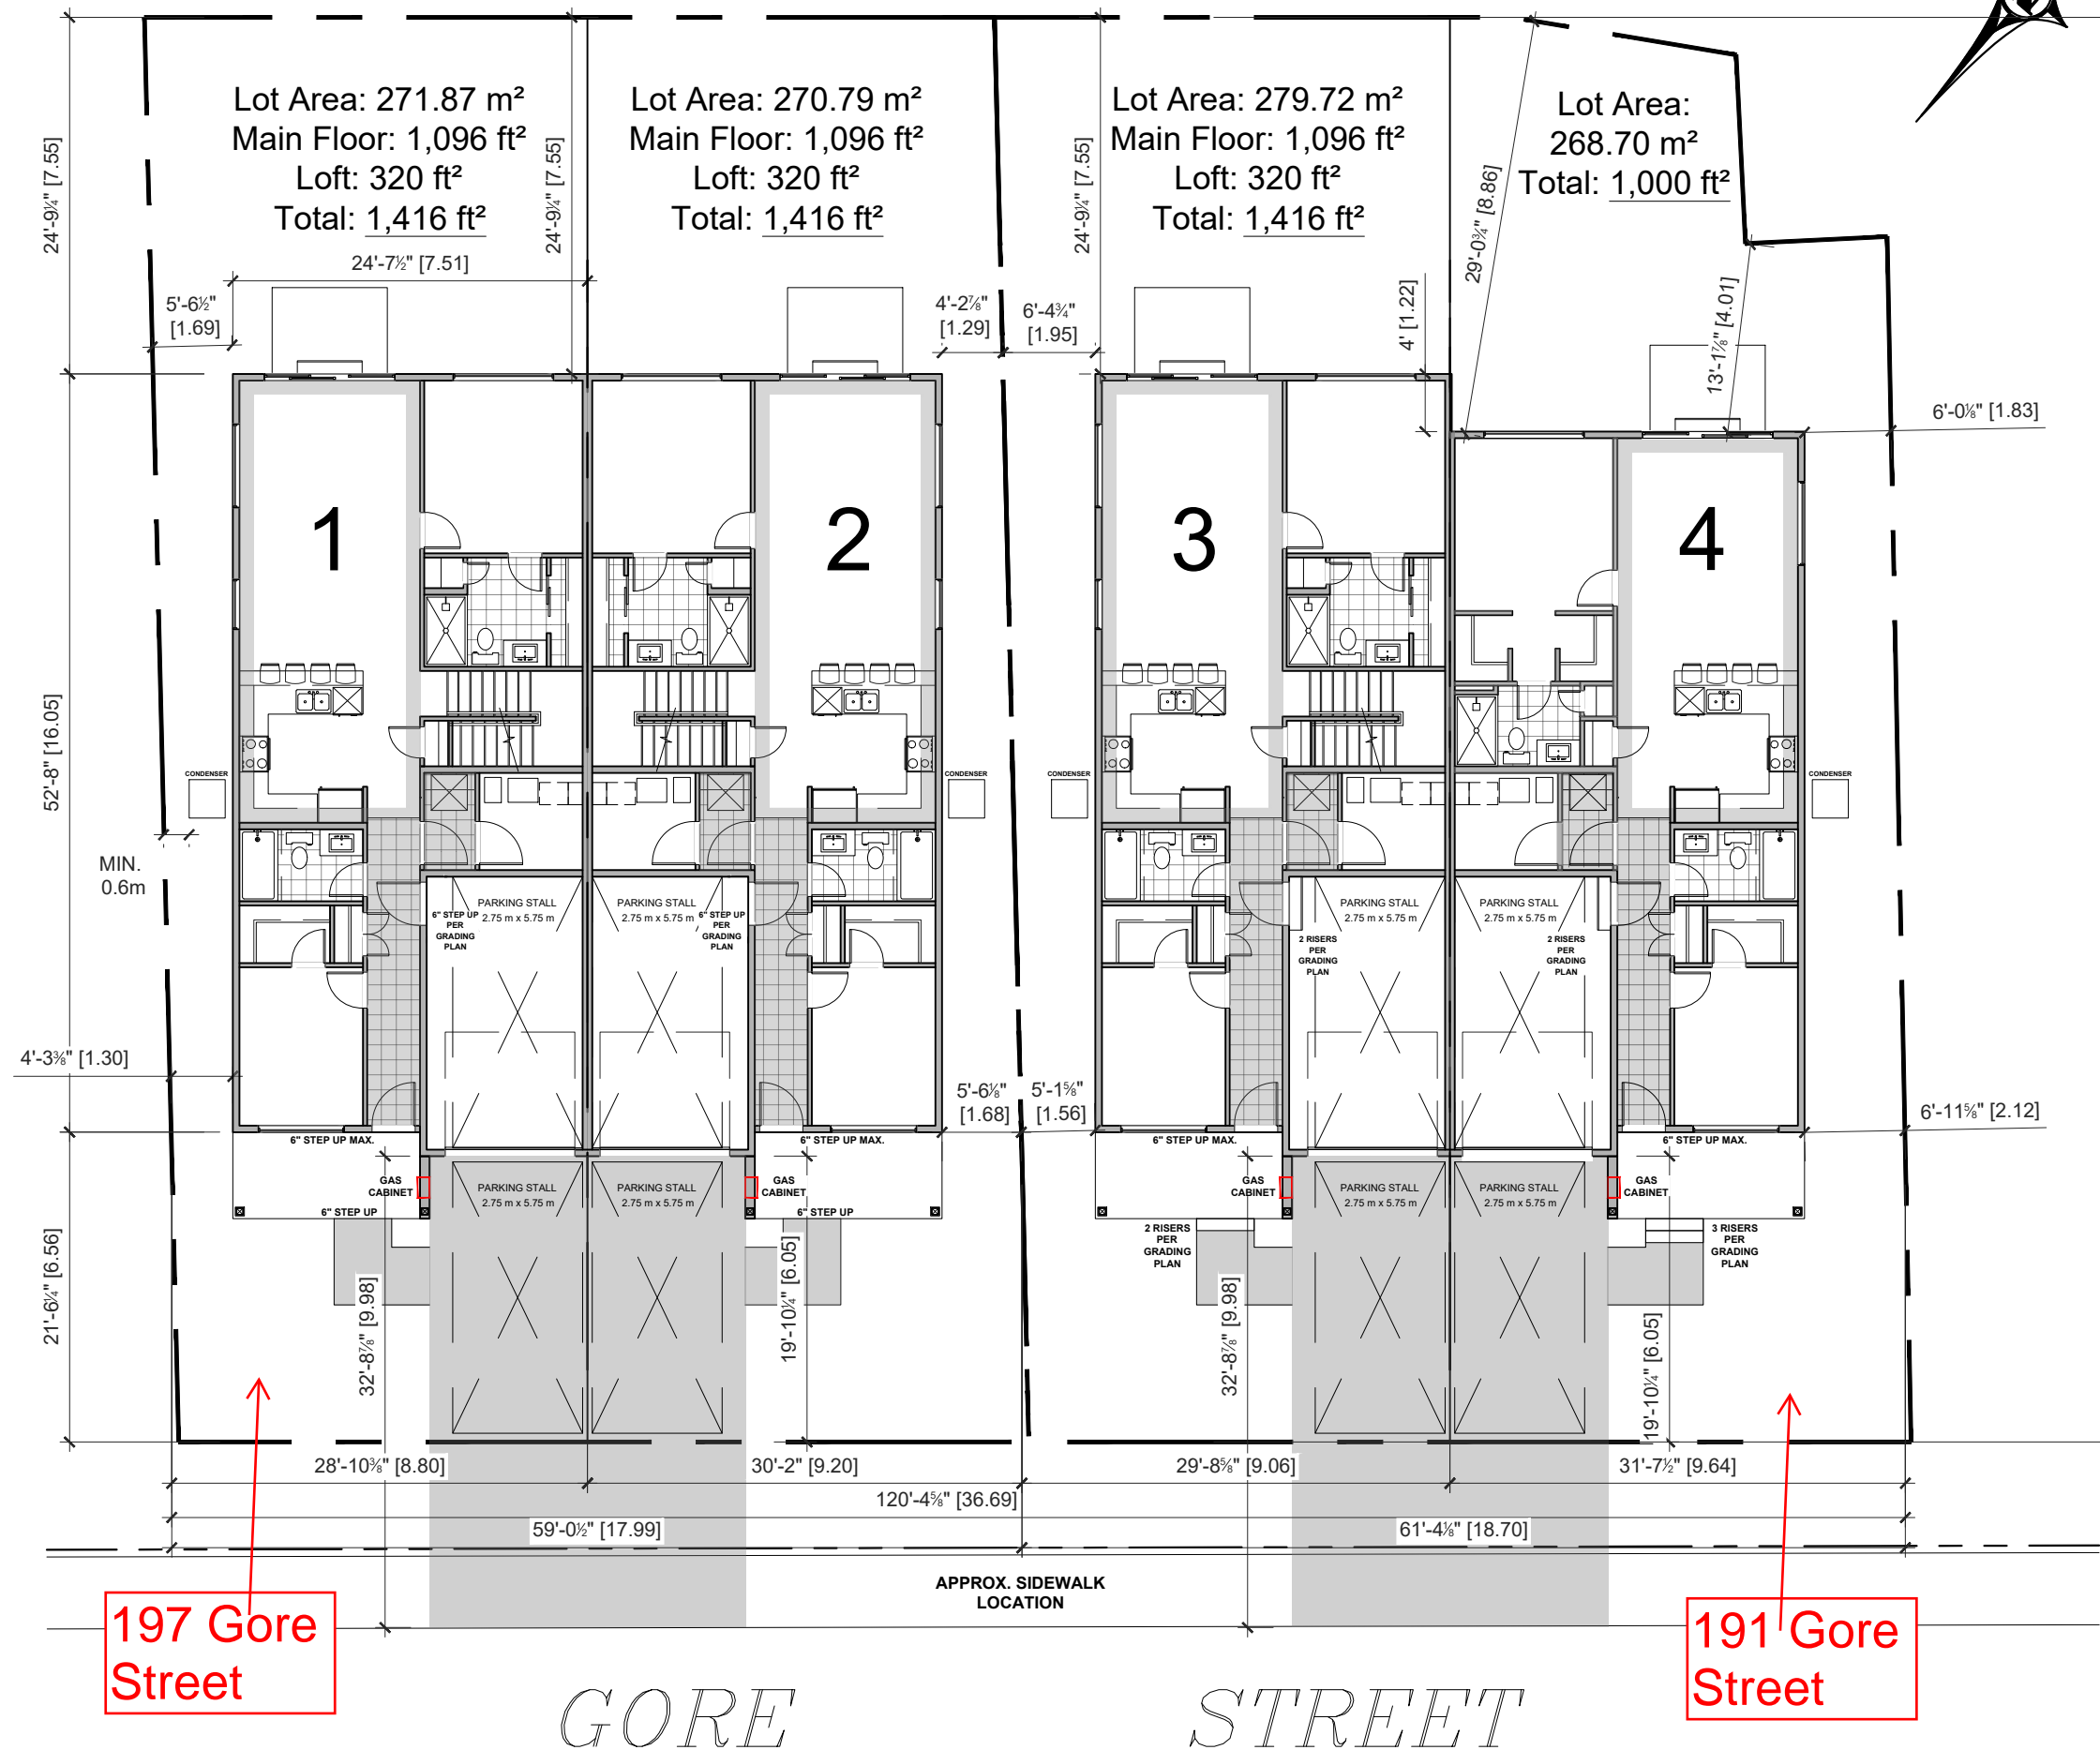 Lot Area: 271.87 m²
Main Floor: 1,096 ft²
Loft: 320 ft²
Total: 1,416 ft²
Lot Area: 270.79 m²
Main Floor: 1,096 ft²
Loft: 320 ft²
Total: 1,416 ft²
Lot Area: 279.72 m²
Main Floor: 1,096 ft²
Loft: 320 ft²
Total: 1,416 ft²
Lot Area:
268.70 m²
Total: 1,000 ft²
24'-9¼" [7.55]
24'-9¼" [7.55]
24'-9¼" [7.55]
29'-0¾" [8.86]
24'-7½" [7.51]
5'-6½"
[1.69]
4'-2⅞"
[1.29]
6'-4¾"
[1.95]
4' [1.22]
13'-1⅞" [4.01]
6'-0⅛" [1.83]
1
2
3
4
52'-8" [16.05]
CONDENSER
CONDENSER
CONDENSER
CONDENSER
MIN.
0.6m
PARKING STALL
2.75 m x 5.75 m
6" STEP UP
PER
GRADING
PLAN
PARKING STALL
2.75 m x 5.75 m
6" STEP UP
PER
GRADING
PLAN
PARKING STALL
2.75 m x 5.75 m
2 RISERS
PER
GRADING
PLAN
PARKING STALL
2.75 m x 5.75 m
2 RISERS
PER
GRADING
PLAN
4'-3⅜" [1.30]
5'-6⅛"
[1.68]
5'-1⅝"
[1.56]
6'-11⅝" [2.12]
6" STEP UP MAX.
6" STEP UP MAX.
6" STEP UP MAX.
6" STEP UP MAX.
GAS
CABINET
PARKING STALL
2.75 m x 5.75 m
PARKING STALL
2.75 m x 5.75 m
GAS
CABINET
GAS
CABINET
PARKING STALL
2.75 m x 5.75 m
PARKING STALL
2.75 m x 5.75 m
GAS
CABINET
6" STEP UP
6" STEP UP
2 RISERS
PER
GRADING
PLAN
3 RISERS
PER
GRADING
PLAN
21'-6¼" [6.56]
32'-8⅞" [9.98]
19'-10¼" [6.05]
32'-8⅞" [9.98]
19'-10¼" [6.05]
28'-10⅜" [8.80]
30'-2" [9.20]
29'-8⅝" [9.06]
31'-7½" [9.64]
120'-4⅝" [36.69]
59'-0½" [17.99]
61'-4⅛" [18.70]
APPROX. SIDEWALK
LOCATION
197 Gore
Street
191 Gore
Street
GORE STREET